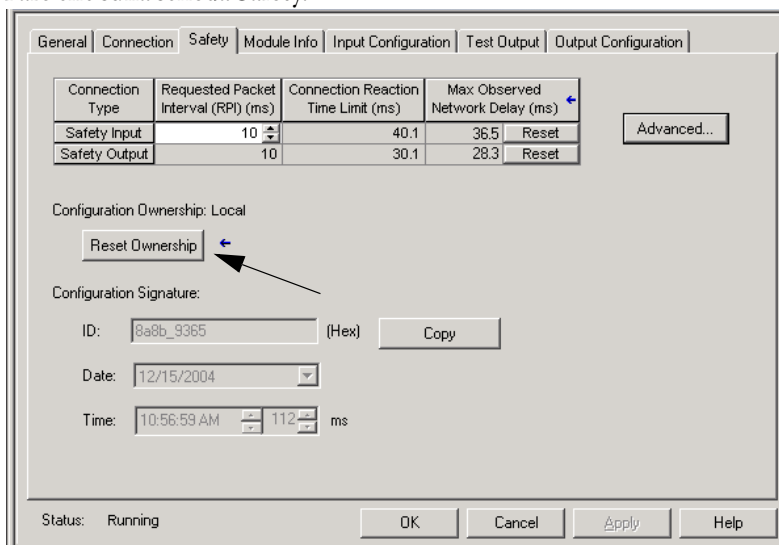 General Connection Safety Module Info Input Configuration Test Output Output Configuration
Connection Type Requested Packet Interval (RPI) (ms) Connection Reaction Time Limit (ms) Max Observed Network Delay (ms)
Safety Input 10 40.1 36.5 Reset
Safety Output 10 30.1 28.3 Reset
Advanced...
Configuration Ownership: Local
Reset Ownership
Configuration Signature:
ID: 8a8b_9365 (Hex) Copy
Date: 12/15/2004
Time: 10:56:59 AM 112 ms
Status: Running OK Cancel Apply Help